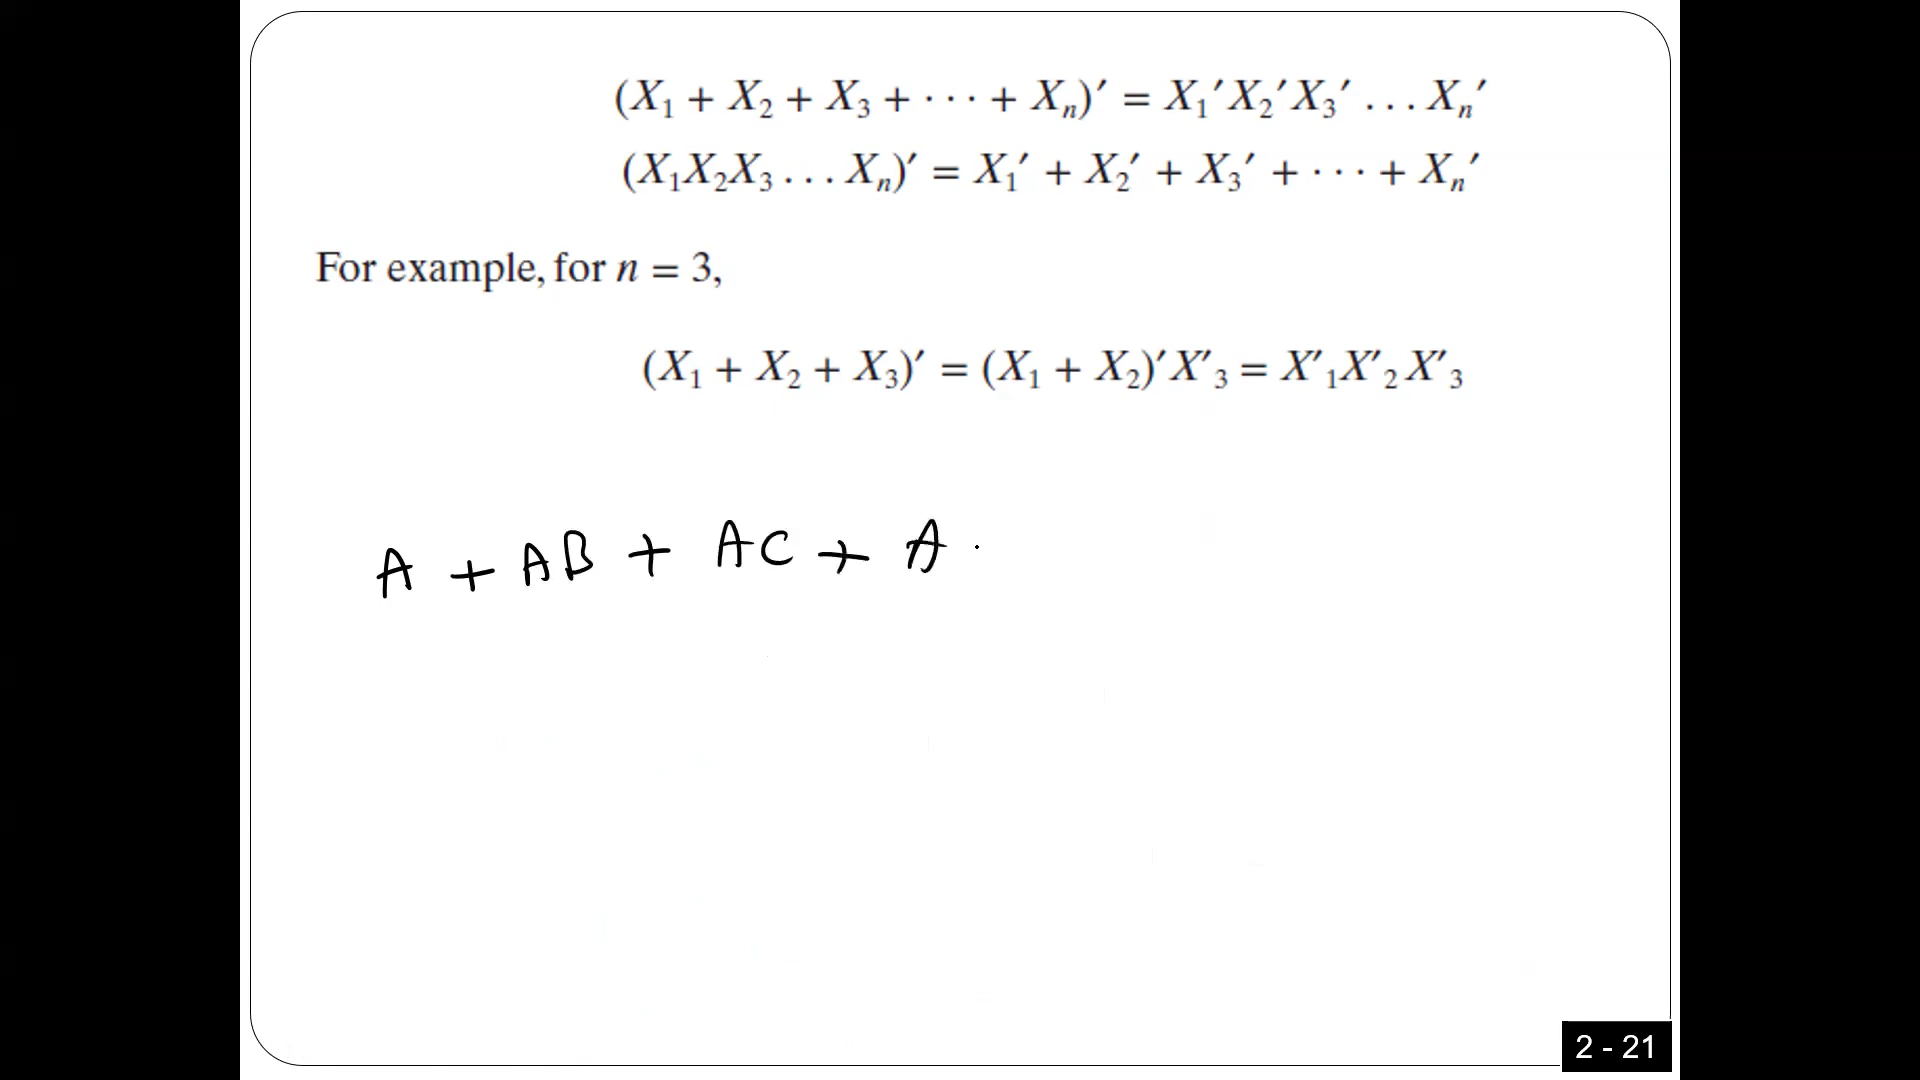 (X₁ + X₂ + X₃ + · · · + Xₙ)′ = X₁′X₂′X₃′ . . . Xₙ′
(X₁X₂X₃ . . . Xₙ)′ = X₁′ + X₂′ + X₃′ + · · · + Xₙ′
For example, for n = 3,
(X₁ + X₂ + X₃)′ = (X₁ + X₂)′X′₃ = X′₁X′₂X′₃
A + AB + AC + A ·
2 - 21